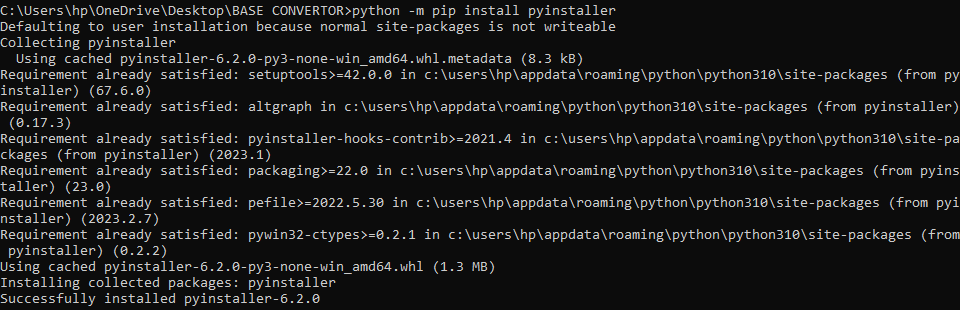 C:\Users\hp\OneDrive\Desktop\BASE CONVERTOR>python -m pip install pyinstaller
Defaulting to user installation because normal site-packages is not writeable
Collecting pyinstaller
  Using cached pyinstaller-6.2.0-py3-none-win_amd64.whl.metadata (8.3 kB)
Requirement already satisfied: setuptools>=42.0.0 in c:\users\hp\appdata\roaming\python\python310\site-packages (from py
installer) (67.6.0)
Requirement already satisfied: altgraph in c:\users\hp\appdata\roaming\python\python310\site-packages (from pyinstaller)
 (0.17.3)
Requirement already satisfied: pyinstaller-hooks-contrib>=2021.4 in c:\users\hp\appdata\roaming\python\python310\site-pa
ckages (from pyinstaller) (2023.1)
Requirement already satisfied: packaging>=22.0 in c:\users\hp\appdata\roaming\python\python310\site-packages (from pyins
taller) (23.0)
Requirement already satisfied: pefile>=2022.5.30 in c:\users\hp\appdata\roaming\python\python310\site-packages (from pyi
nstaller) (2023.2.7)
Requirement already satisfied: pywin32-ctypes>=0.2.1 in c:\users\hp\appdata\roaming\python\python310\site-packages (from
 pyinstaller) (0.2.2)
Using cached pyinstaller-6.2.0-py3-none-win_amd64.whl (1.3 MB)
Installing collected packages: pyinstaller
Successfully installed pyinstaller-6.2.0